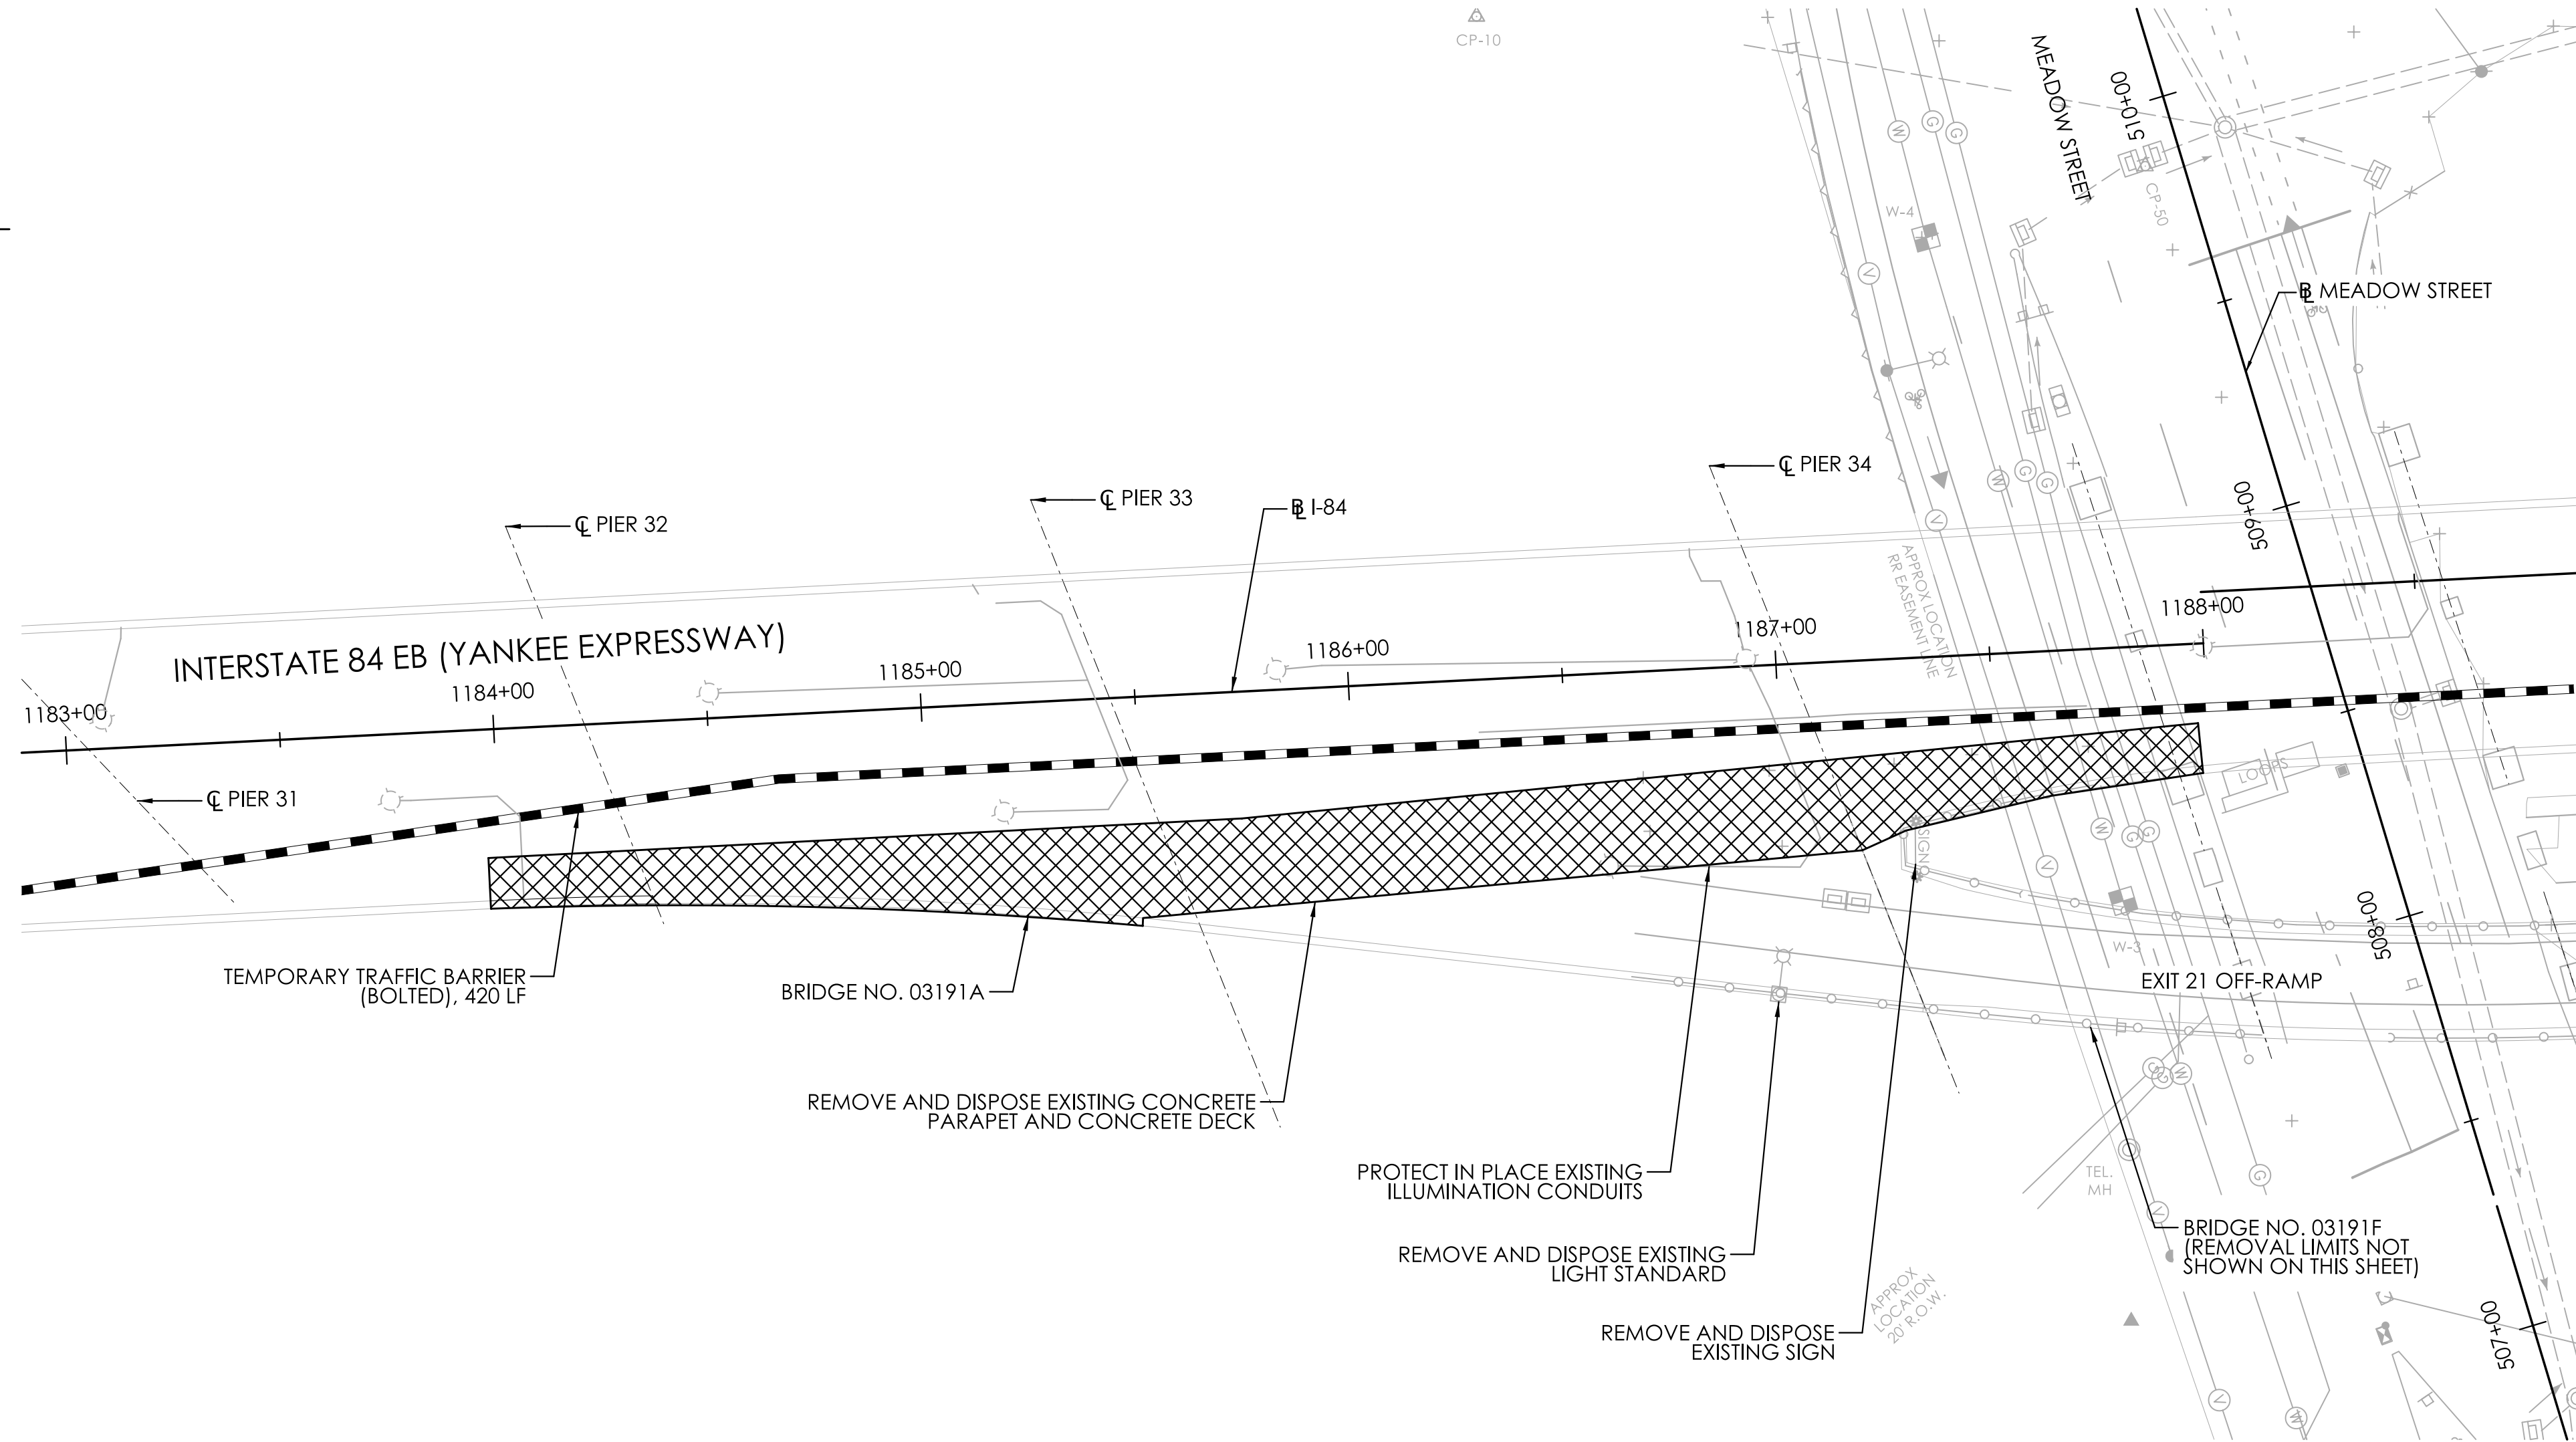 CP-10
MEADOW STREET
510+00
CP-50
W-4
℄ PIER 34
℄ PIER 33
℄ PIER 32
BL I-84
BL MEADOW STREET
509+00
APPROX LOCATION
RR EASEMENT LINE
INTERSTATE 84 EB (YANKEE EXPRESSWAY)
1183+00
1184+00
1185+00
1186+00
1187+00
1188+00
℄ PIER 31
LOOPS
SIGN
W-3
508+00
TEMPORARY TRAFFIC BARRIER
(BOLTED), 420 LF
BRIDGE NO. 03191A
EXIT 21 OFF-RAMP
REMOVE AND DISPOSE EXISTING CONCRETE
PARAPET AND CONCRETE DECK
PROTECT IN PLACE EXISTING
ILLUMINATION CONDUITS
TEL.
MH
REMOVE AND DISPOSE EXISTING
LIGHT STANDARD
BRIDGE NO. 03191F
(REMOVAL LIMITS NOT
SHOWN ON THIS SHEET)
APPROX
LOCATION
20' R.O.W.
REMOVE AND DISPOSE
EXISTING SIGN
507+00
W
G
G
V
W
G
G
V
W
G
G
V
W
G
V
V
W